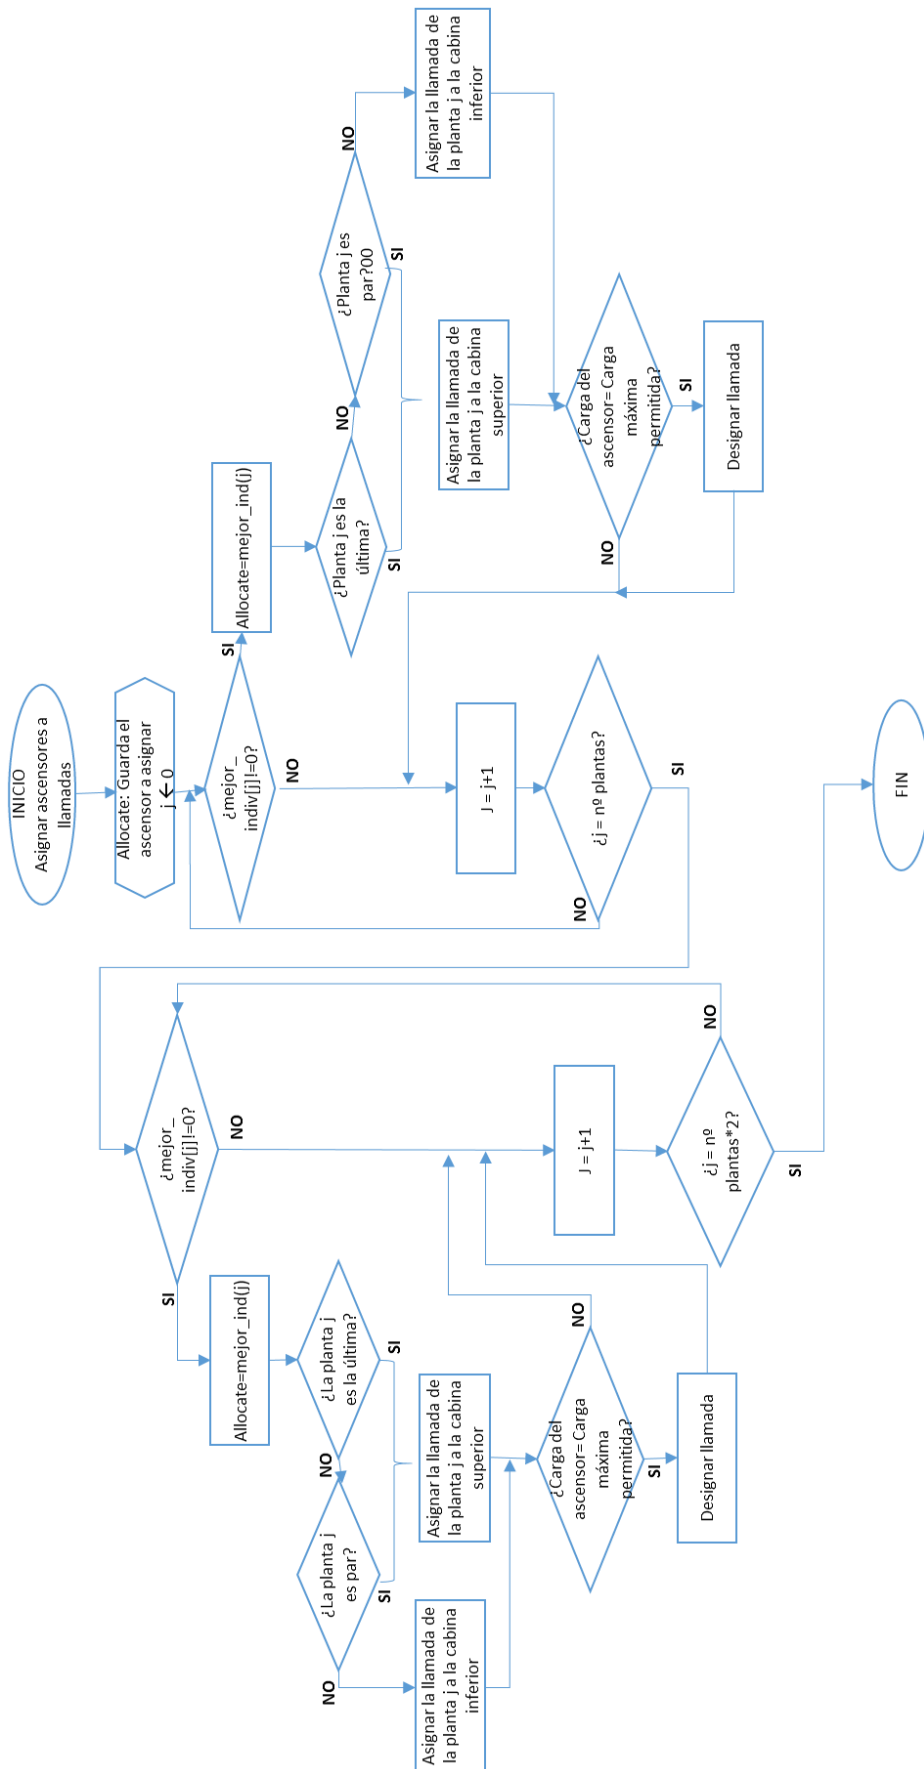 INICIO
Asignar ascensores a
llamadas
Allocate: Guarda el
ascensor a asignar
j ← 0
¿mejor_
indiv[j]!=0?
SI
NO
Allocate=mejor_ind(j)
¿Planta j es la
última?
NO
SI
¿Planta j es
par?00
NO
SI
Asignar la llamada de
la planta j a la cabina
inferior
Asignar la llamada de
la planta j a la cabina
superior
¿Carga del
ascensor= Carga
máxima
permitida?
NO
SI
Designar llamada
J = j+1
¿j = nº plantas?
NO
SI
¿mejor_
indiv[j]!=0?
SI
NO
Allocate=mejor_ind(j)
¿La planta j
es la última?
NO
SI
¿La planta j
es par?
NO
SI
Asignar la llamada de
la planta j a la cabina
inferior
Asignar la llamada de
la planta j a la cabina
superior
¿Carga del
ascensor= Carga
máxima
permitida?
NO
SI
Designar llamada
J = j+1
¿j = nº
plantas*2?
NO
SI
FIN